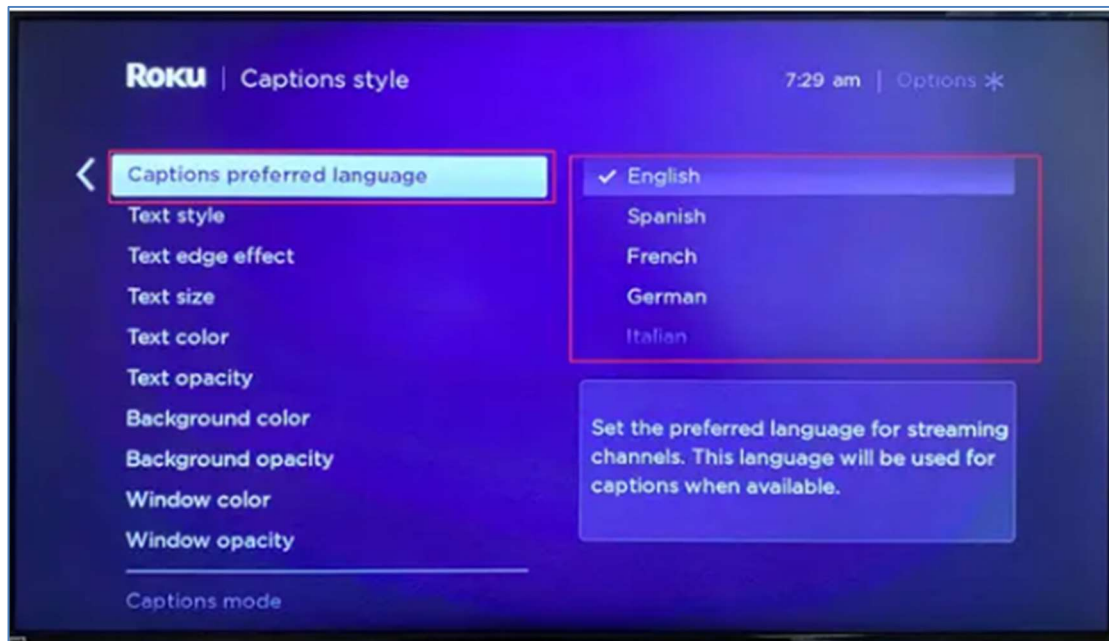 Roku | Captions style
7:29 am | Options *
Captions preferred language
Text style
Text edge effect
Text size
Text color
Text opacity
Background color
Background opacity
Window color
Window opacity
Captions mode
✓ English
Spanish
French
German
Italian
Set the preferred language for streaming
channels. This language will be used for
captions when available.